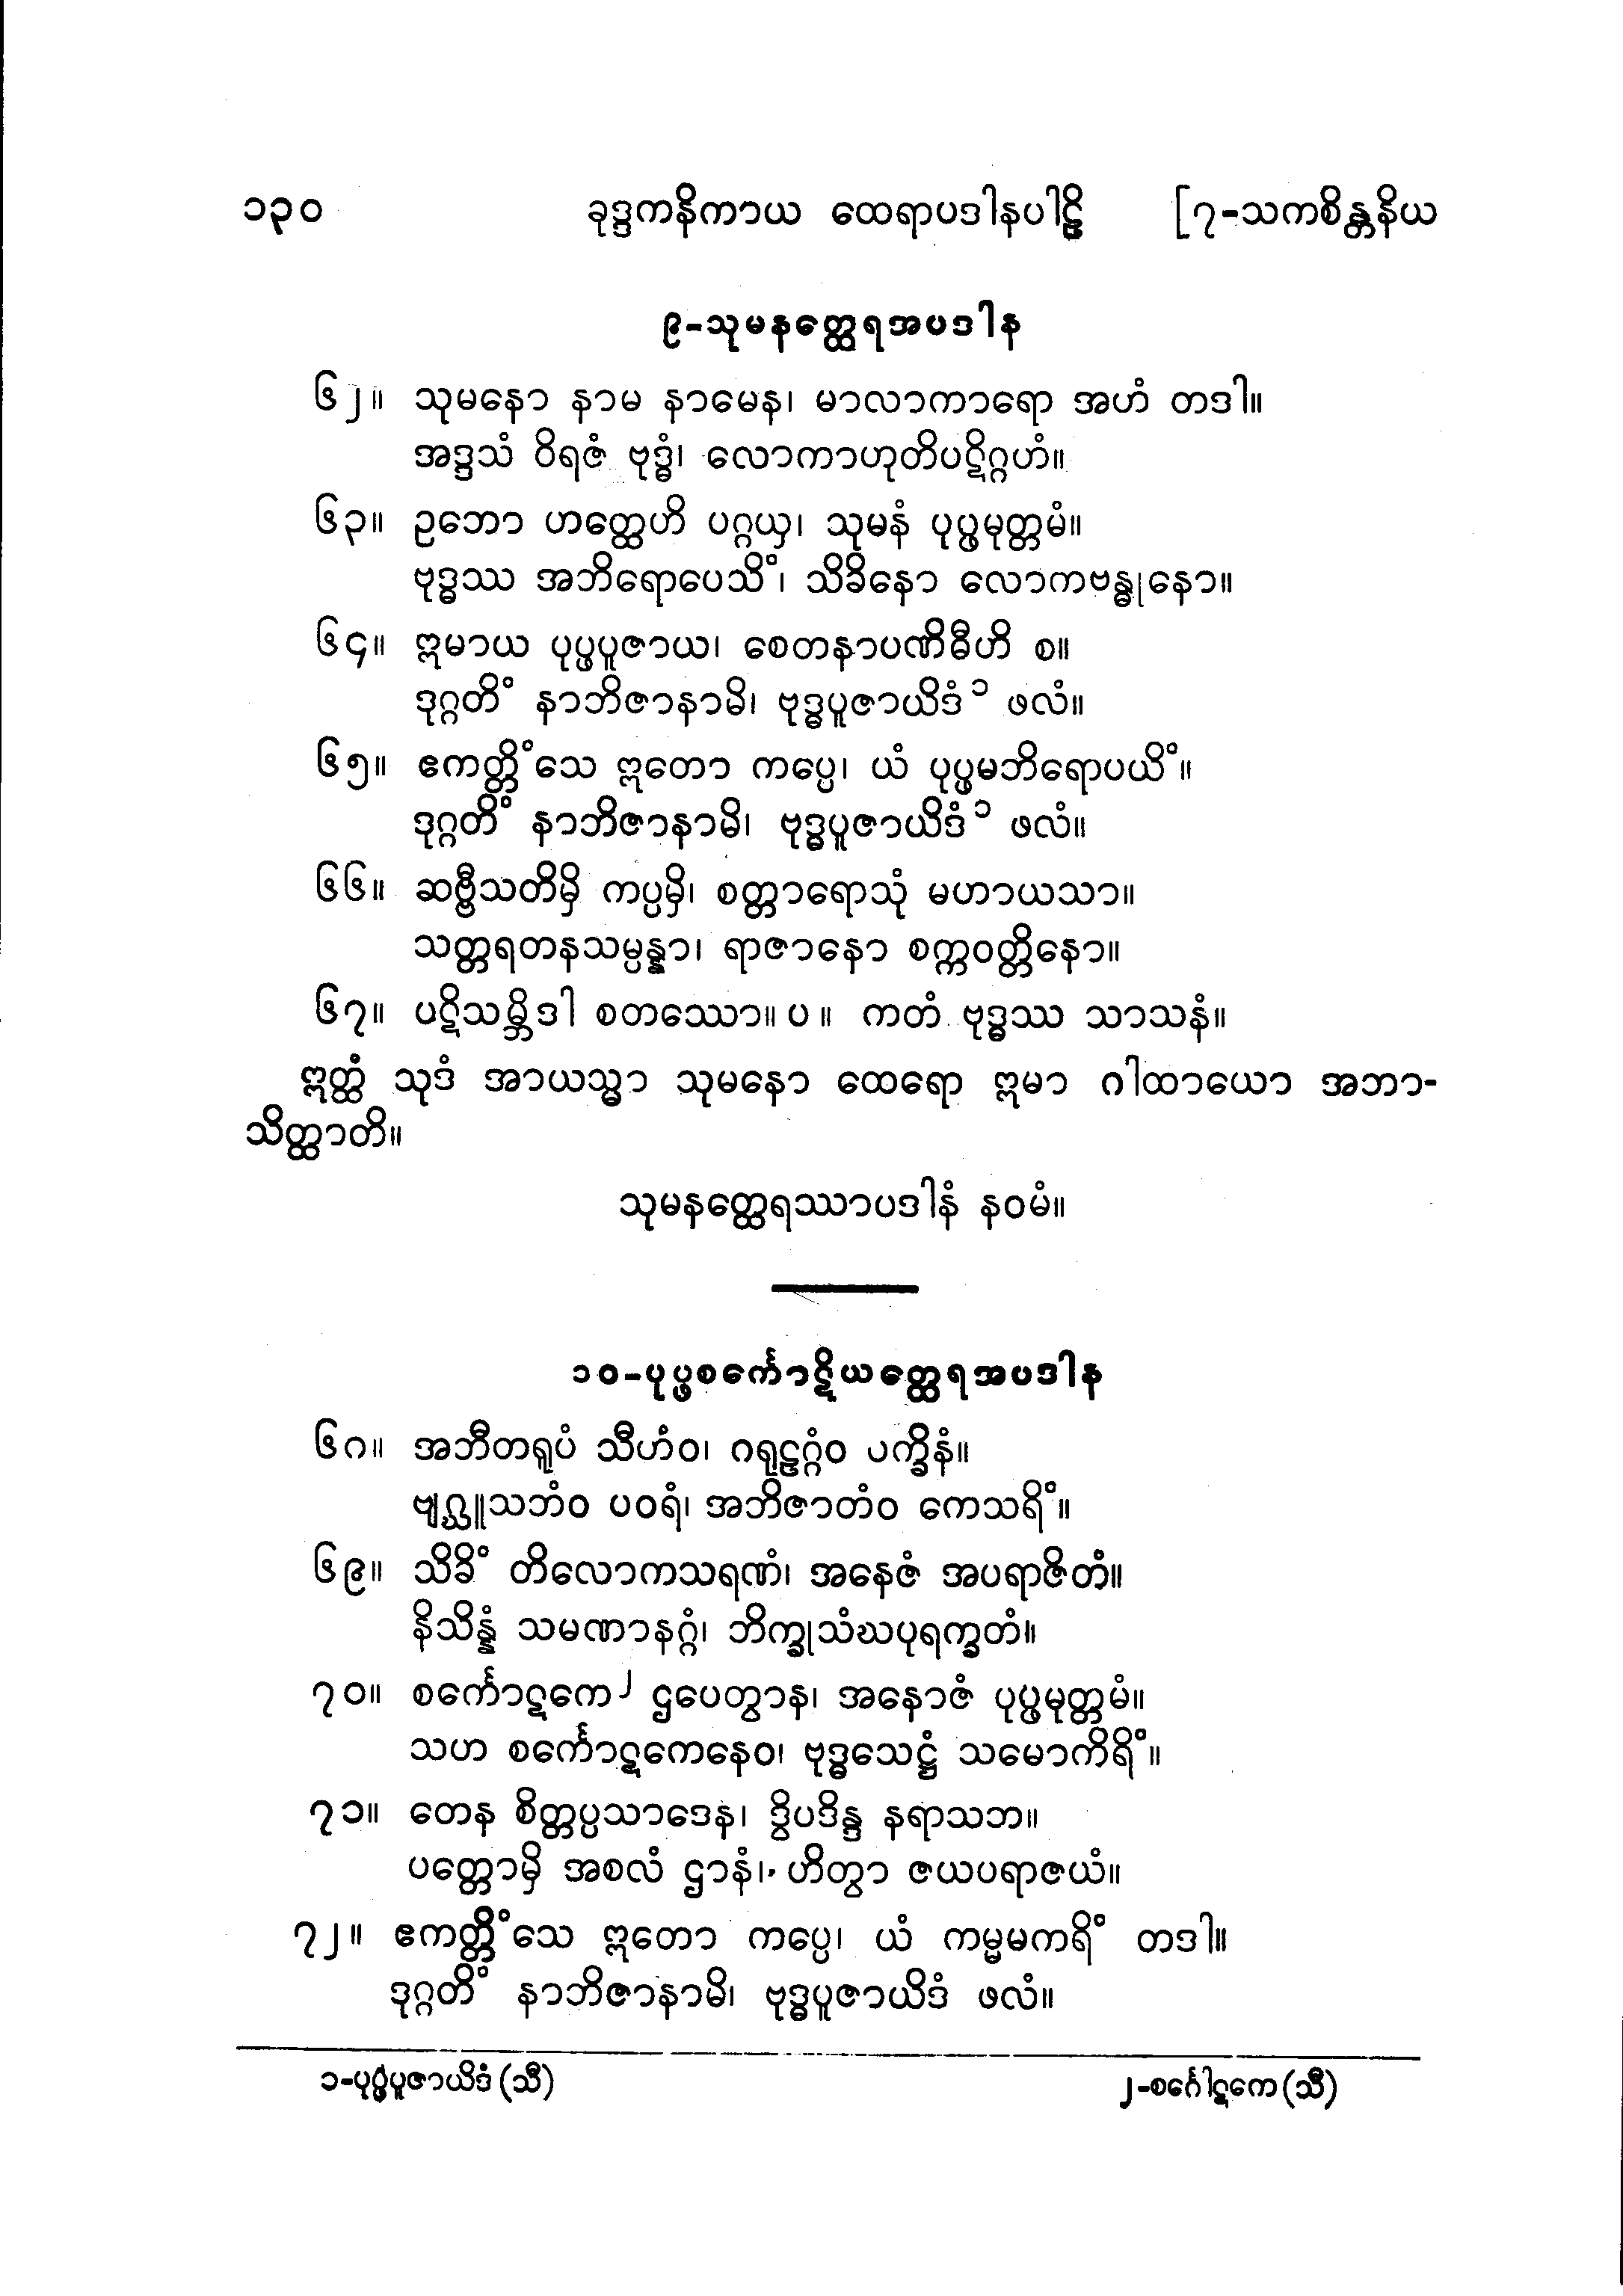 ၁၃၀ ခုဒ္ဒကနိကာယ ထေရာပဒါနပါဠိ [၇-သကစိန္တနိယ
၉-သုမနတ္ထေရအပဒါန
၆၂။ သုမနော နာမ နာမေန၊ မာလာကာရော အဟံ တဒါ။
အဒ္ဒသံ ဝိရဇံ ဗုဒ္ဓံ၊ လောကာဟုတိပဋိဂ္ဂဟံ။
၆၃။ ဥဘော ဟတ္ထေဟိ ပဂ္ဂယှ၊ သုမနံ ပုပ္ဖမုတ္တမံ။
ဗုဒ္ဓဿ အဘိရောပေသိံ၊ သိခိနော လောကဗန္ဓုနော။
၆၄။ ဣမာယ ပုပ္ဖပူဇာယ၊ စေတနာပဏိဓီဟိ စ။
ဒုဂ္ဂတိံ နာဘိဇာနာမိ၊ ဗုဒ္ဓပူဇာယိဒံ ၁ ဖလံ။
၆၅။ ဧကတ္တိံသေ ဣတော ကပ္ပေ၊ ယံ ပုပ္ဖမဘိရောပယိံ။
ဒုဂ္ဂတိံ နာဘိဇာနာမိ၊ ဗုဒ္ဓပူဇာယိဒံ ၁ ဖလံ။
၆၆။ ဆဗ္ဗီသတိမှိ ကပ္ပမှိ၊ စတ္တာရောသုံ မဟာယသာ။
သတ္တရတနသမ္ပန္နာ၊ ရာဇာနော စက္ကဝတ္တိနော။
၆၇။ ပဋိသမ္ဘိဒါ စတဿော။ ပ ။ ကတံ ဗုဒ္ဓဿ သာသနံ။
ဣတ္ထံ သုဒံ အာယသ္မာ သုမနော ထေရော ဣမာ ဂါထာယော အဘာ-
သိတ္ထာတိ။
သုမနတ္ထေရဿာပဒါနံ နဝမံ။
၁၀-ပုပ္ဖစင်္ကောဋိယတ္ထေရအပဒါန
၆၈။ အဘီတရူပံ သီဟံဝ၊ ဂရုဠဂ္ဂံဝ ပက္ခိနံ။
ဗျဂ္ဃူသဘံဝ ပဝရံ၊ အဘိဇာတံဝ ကေသရိံ။
၆၉။ သိခိံ တိလောကသရဏံ၊ အနေဇံ အပရာဇိတံ။
နိသိန္နံ သမဏာနဂ္ဂံ၊ ဘိက္ခုသံဃပုရက္ခတံ။
၇၀။ စင်္ကောဋကေ ၂ ဌပေတွာန၊ အနောဇံ ပုပ္ဖမုတ္တမံ။
သဟ စင်္ကောဋကေနေဝ၊ ဗုဒ္ဓသေဋ္ဌံ သမောကိရိံ။
၇၁။ တေန စိတ္တပ္ပသာဒေန၊ ဒွိပဒိန္ဒ နရာသဘ။
ပတ္တောမှိ အစလံ ဌာနံ၊ ဟိတွာ ဇယပရာဇယံ။
၇၂။ ဧကတ္တိံသေ ဣတော ကပ္ပေ၊ ယံ ကမ္မမကရိံ တဒါ။
ဒုဂ္ဂတိံ နာဘိဇာနာမိ၊ ဗုဒ္ဓပူဇာယိဒံ ဖလံ။
၁-ပုပ္ဖပူဇာယိဒံ (သီ) ၂-စင်္ဂေါဋကေ (သီ)